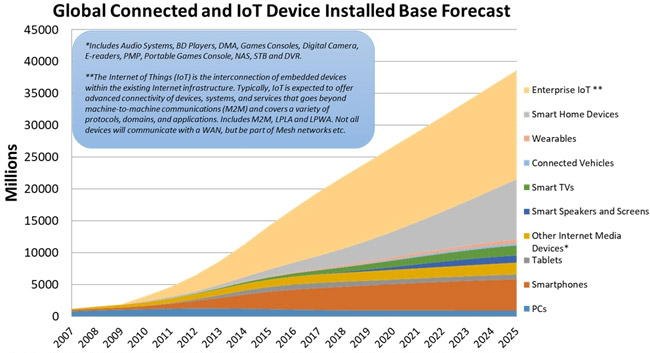 Global Connected and IoT Device Installed Base Forecast
45000
40000
35000
30000
25000
20000
15000
10000
5000
0
Millions
*Includes Audio Systems, BD Players, DMA, Games Consoles, Digital Camera,
E-readers, PMP, Portable Games Console, NAS, STB and DVR.
**The Internet of Things (IoT) is the interconnection of embedded devices
within the existing Internet infrastructure. Typically, IoT is expected to offer
advanced connectivity of devices, systems, and services that goes beyond
machine-to-machine communications (M2M) and covers a variety of
protocols, domains, and applications. Includes M2M, LPLA and LPWA. Not all
devices will communicate with a WAN, but be part of Mesh networks etc.
Enterprise IoT **
Smart Home Devices
Wearables
Connected Vehicles
Smart TVs
Smart Speakers and Screens
Other Internet Media
Devices*
Tablets
Smartphones
PCs
2007
2008
2009
2010
2011
2012
2013
2014
2015
2016
2017
2018
2019
2020
2021
2022
2023
2024
2025